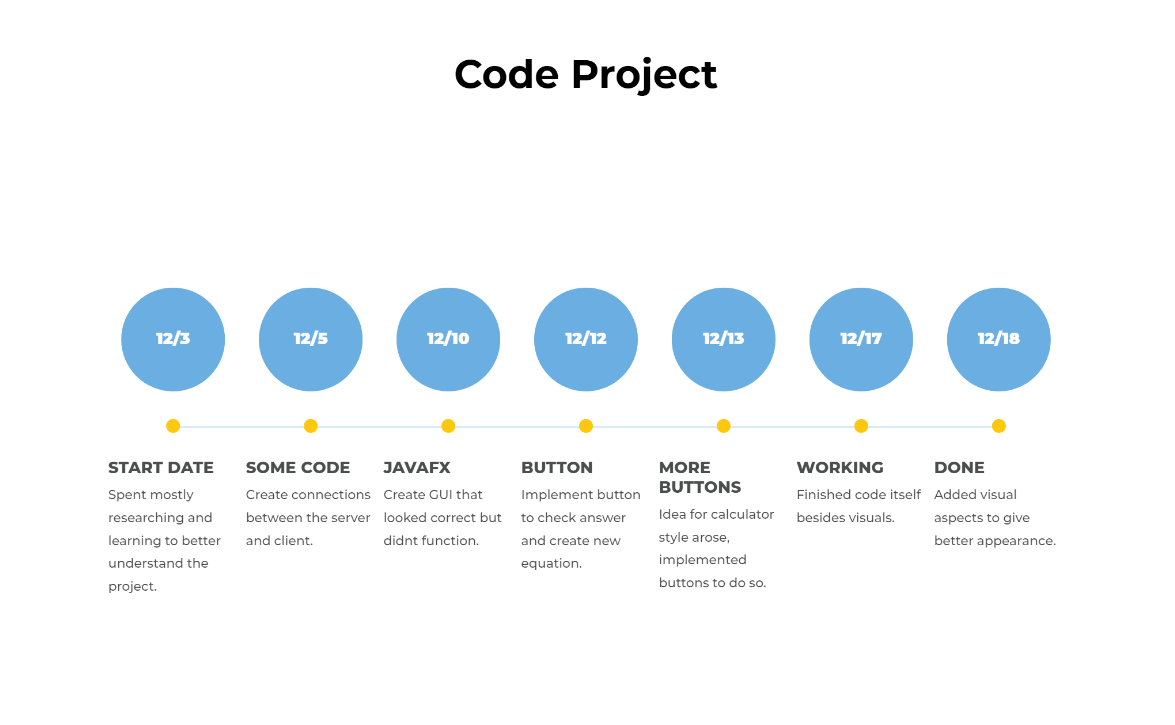 Code Project
12/3
12/5
12/10
12/12
12/13
12/17
12/18
START DATE
Spent mostly
researching and
learning to better
understand the
project.
SOME CODE
Create connections
between the server
and client.
JAVAFX
Create GUI that
looked correct but
didnt function.
BUTTON
Implement button
to check answer
and create new
equation.
MORE
BUTTONS
Idea for calculator
style arose,
implemented
buttons to do so.
WORKING
Finished code itself
besides visuals.
DONE
Added visual
aspects to give
better appearance.